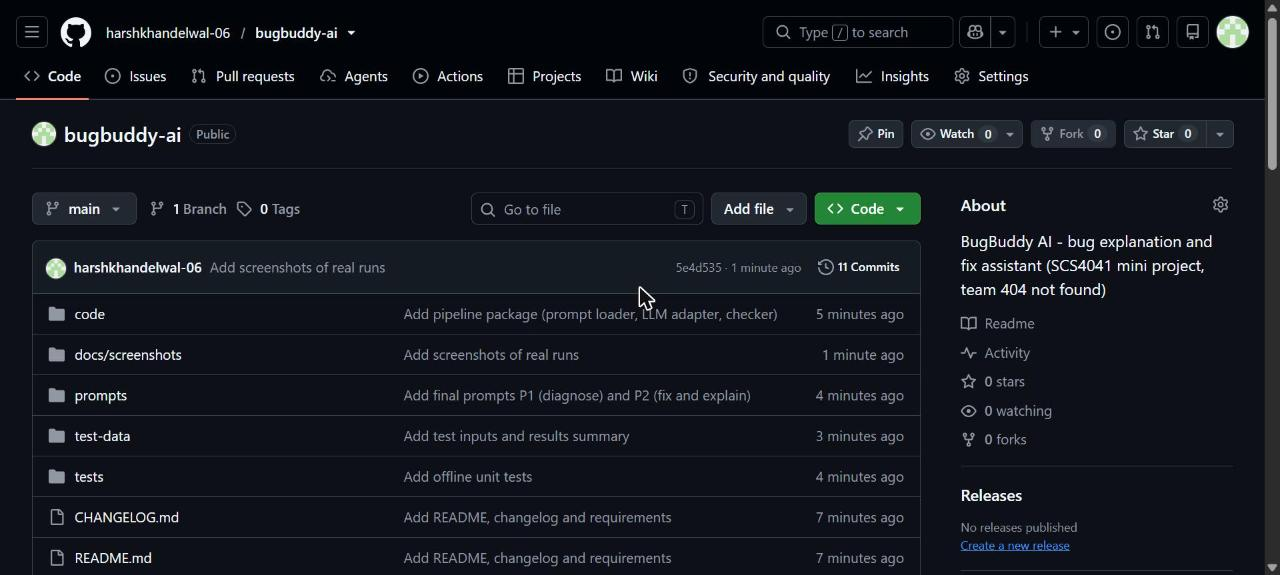 harshkhandelwal-06 / bugbuddy-ai
Type / to search
Code
Issues
Pull requests
Agents
Actions
Projects
Wiki
Security and quality
Insights
Settings
bugbuddy-ai Public
Pin
Watch 0
Fork 0
Star 0
main
1 Branch
0 Tags
Go to file T
Add file
Code
harshkhandelwal-06 Add screenshots of real runs 5e4d535 · 1 minute ago 11 Commits
code Add pipeline package (prompt loader, LLM adapter, checker) 5 minutes ago
docs/screenshots Add screenshots of real runs 1 minute ago
prompts Add final prompts P1 (diagnose) and P2 (fix and explain) 4 minutes ago
test-data Add test inputs and results summary 3 minutes ago
tests Add offline unit tests 4 minutes ago
CHANGELOG.md Add README, changelog and requirements 7 minutes ago
README.md Add README, changelog and requirements 7 minutes ago
About
BugBuddy AI - bug explanation and
fix assistant (SCS4041 mini project,
team 404 not found)
Readme
Activity
0 stars
0 watching
0 forks
Releases
No releases published
Create a new release